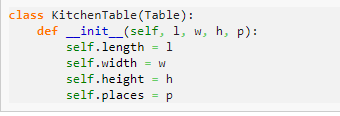 class KitchenTable(Table):
    def __init__(self, l, w, h, p):
        self.length = l
        self.width = w
        self.height = h
        self.places = p